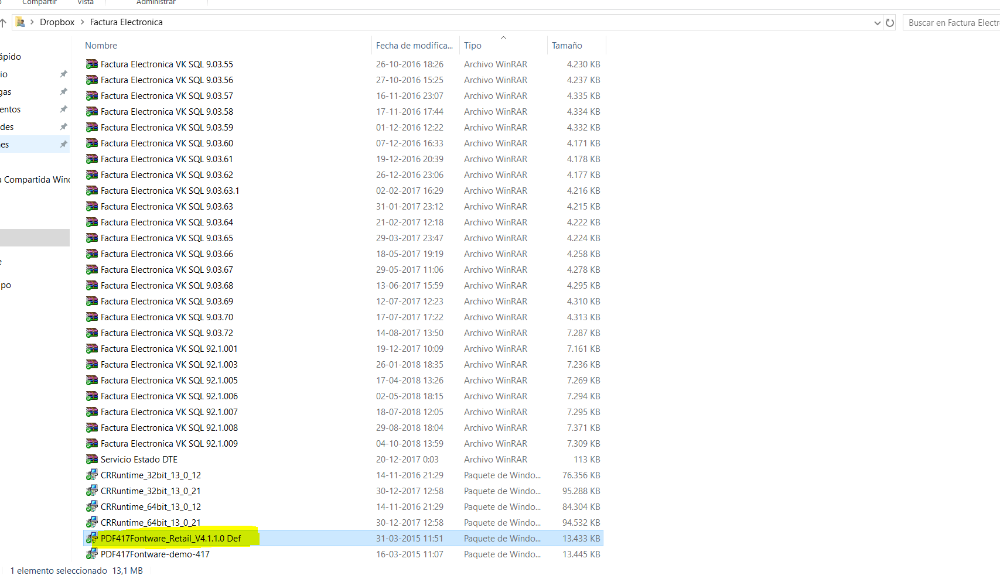 Compartir Vista Administrar
Dropbox Factura Electronica Buscar en Factura Electr
Nombre Fecha de modifica... Tipo Tamaño
ápido
io
gas
entos
des
es
a Compartida Wind
e
po
Factura Electronica VK SQL 9.03.55 26-10-2016 18:26 Archivo WinRAR 4.230 KB
Factura Electronica VK SQL 9.03.56 27-10-2016 15:25 Archivo WinRAR 4.237 KB
Factura Electronica VK SQL 9.03.57 16-11-2016 23:07 Archivo WinRAR 4.335 KB
Factura Electronica VK SQL 9.03.58 17-11-2016 17:44 Archivo WinRAR 4.334 KB
Factura Electronica VK SQL 9.03.59 01-12-2016 12:22 Archivo WinRAR 4.332 KB
Factura Electronica VK SQL 9.03.60 07-12-2016 16:33 Archivo WinRAR 4.171 KB
Factura Electronica VK SQL 9.03.61 19-12-2016 20:39 Archivo WinRAR 4.178 KB
Factura Electronica VK SQL 9.03.62 26-12-2016 23:06 Archivo WinRAR 4.177 KB
Factura Electronica VK SQL 9.03.63.1 02-02-2017 16:29 Archivo WinRAR 4.216 KB
Factura Electronica VK SQL 9.03.63 31-01-2017 23:12 Archivo WinRAR 4.215 KB
Factura Electronica VK SQL 9.03.64 21-02-2017 12:18 Archivo WinRAR 4.222 KB
Factura Electronica VK SQL 9.03.65 29-03-2017 23:47 Archivo WinRAR 4.224 KB
Factura Electronica VK SQL 9.03.66 18-05-2017 19:19 Archivo WinRAR 4.258 KB
Factura Electronica VK SQL 9.03.67 29-05-2017 11:06 Archivo WinRAR 4.278 KB
Factura Electronica VK SQL 9.03.68 13-06-2017 15:59 Archivo WinRAR 4.295 KB
Factura Electronica VK SQL 9.03.69 12-07-2017 12:23 Archivo WinRAR 4.310 KB
Factura Electronica VK SQL 9.03.70 17-07-2017 17:22 Archivo WinRAR 4.313 KB
Factura Electronica VK SQL 9.03.72 14-08-2017 13:50 Archivo WinRAR 7.287 KB
Factura Electronica VK SQL 92.1.001 19-12-2017 10:09 Archivo WinRAR 7.161 KB
Factura Electronica VK SQL 92.1.003 26-01-2018 18:35 Archivo WinRAR 7.236 KB
Factura Electronica VK SQL 92.1.005 17-04-2018 13:26 Archivo WinRAR 7.269 KB
Factura Electronica VK SQL 92.1.006 02-05-2018 18:15 Archivo WinRAR 7.294 KB
Factura Electronica VK SQL 92.1.007 18-07-2018 12:05 Archivo WinRAR 7.295 KB
Factura Electronica VK SQL 92.1.008 29-08-2018 18:04 Archivo WinRAR 7.371 KB
Factura Electronica VK SQL 92.1.009 04-10-2018 13:59 Archivo WinRAR 7.309 KB
Servicio Estado DTE 20-12-2017 0:03 Archivo WinRAR 113 KB
CRRuntime_32bit_13_0_12 14-11-2016 21:29 Paquete de Windo... 76.356 KB
CRRuntime_32bit_13_0_21 30-12-2017 12:58 Paquete de Windo... 95.288 KB
CRRuntime_64bit_13_0_12 14-11-2016 21:29 Paquete de Windo... 84.304 KB
CRRuntime_64bit_13_0_21 30-12-2017 12:58 Paquete de Windo... 94.532 KB
PDF417Fontware_Retail_V4.1.1.0 Def 31-03-2015 11:51 Paquete de Windo... 13.433 KB
PDF417Fontware-demo-417 16-03-2015 11:07 Paquete de Windo... 13.445 KB
1 elemento seleccionado 13,1 MB